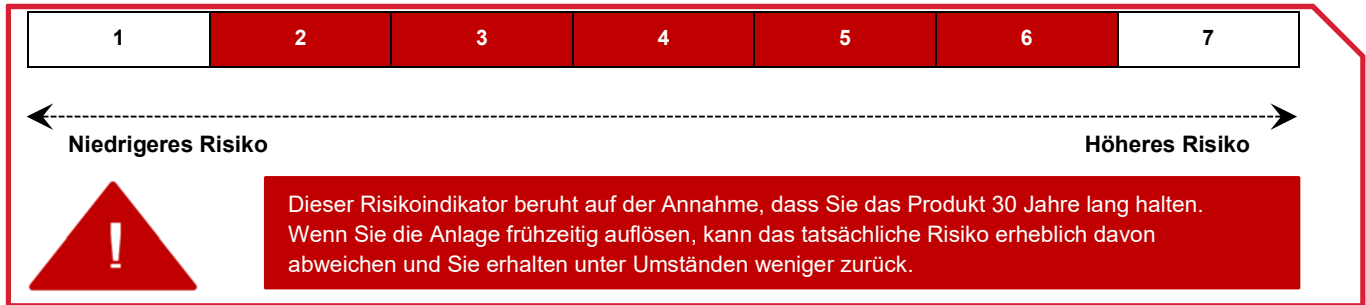 1 2 3 4 5 6 7
Niedrigeres Risiko Höheres Risiko
!
Dieser Risikoindikator beruht auf der Annahme, dass Sie das Produkt 30 Jahre lang halten.
Wenn Sie die Anlage frühzeitig auflösen, kann das tatsächliche Risiko erheblich davon
abweichen und Sie erhalten unter Umständen weniger zurück.